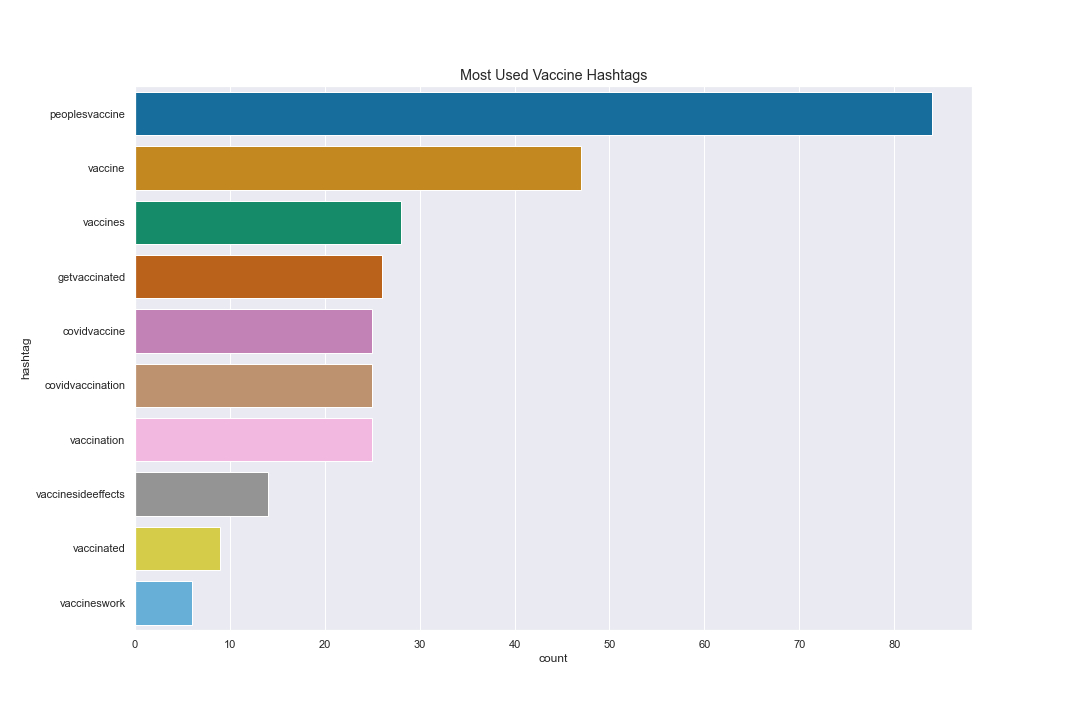 Most Used Vaccine Hashtags
hashtag
peoplesvaccine
vaccine
vaccines
getvaccinated
covidvaccine
covidvaccination
vaccination
vaccinesideeffects
vaccinated
vaccineswork
0 10 20 30 40 50 60 70 80
count